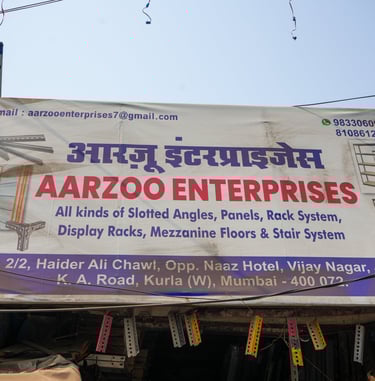 mail : aarzooenterprises7@gmail.com
आरज़ू इंटरप्राइजेस
AARZOO ENTERPRISES
All kinds of Slotted Angles, Panels, Rack System,
Display Racks, Mezzanine Floors & Stair System
2/2, Haider Ali Chawl, Opp. Naaz Hotel, Vijay Nagar,
K. A. Road, Kurla (W), Mumbai - 400 072.